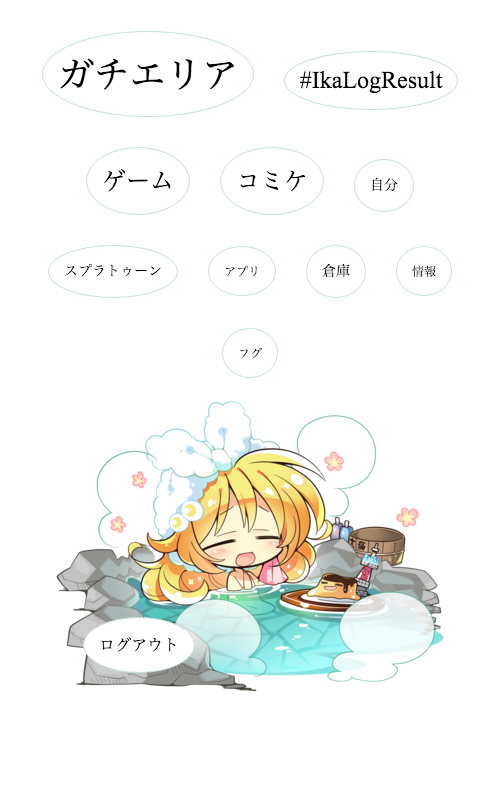 ガチエリア
#IkaLogResult
ゲーム
コミケ
自分
スプラトゥーン
アプリ
倉庫
情報
フグ
ログアウト